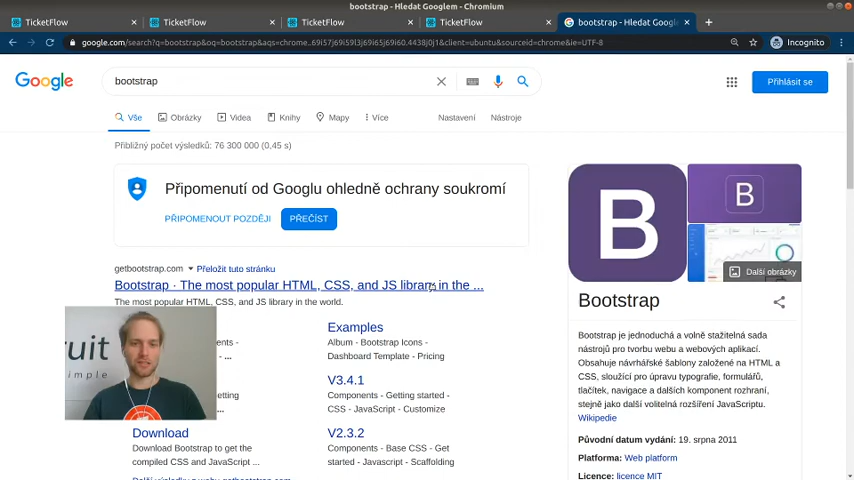 bootstrap - Hledat Googlem - Chromium
TicketFlow
TicketFlow
TicketFlow
TicketFlow
bootstrap - Hledat Google
google.com/search?q=bootstrap&oq=bootstrap&aqs=chrome..69i57j69i59l3j69i65j69i60.4438j0j1&client=ubuntu&sourceid=chrome&ie=UTF-8
Incognito
Google
bootstrap
Přihlásit se
Vše
Obrázky
Videa
Knihy
Mapy
Více
Nastavení
Nástroje
Přibližný počet výsledků: 76 300 000 (0,45 s)
Připomenutí od Googlu ohledně ochrany soukromí
PŘIPOMENOUT POZDĚJI
PŘEČÍST
getbootstrap.com
Přeložit tuto stránku
Bootstrap · The most popular HTML, CSS, and JS library in the ...
The most popular HTML, CSS, and JS library in the world.
Examples
Album - Bootstrap Icons -
Dashboard Template - Pricing
V3.4.1
Components - Getting started -
CSS - JavaScript - Customize
Download
Download Bootstrap to get the
compiled CSS and JavaScript ...
V2.3.2
Components - Base CSS - Get
started - Javascript - Scaffolding
ruit
simple
B
B
Další obrázky
Bootstrap
Bootstrap je jednoduchá a volně stažitelná sada
nástrojů pro tvorbu webu a webových aplikací.
Obsahuje návrhářské šablony založené na HTML a
CSS, sloužící pro úpravu typografie, formulářů,
tlačítek, navigace a dalších komponent rozhraní,
stejně jako další volitelná rozšíření JavaScriptu.
Wikipedie
Původní datum vydání: 19. srpna 2011
Platforma: Web platform
Licence: licence MIT